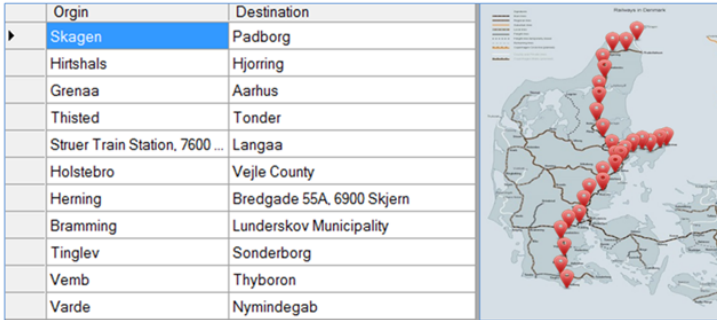 Orgin Destination
Skagen Padborg
Hirtshals Hjorring
Grenaa Aarhus
Thisted Tonder
Struer Train Station, 7600 ... Langaa
Holstebro Vejle County
Herning Bredgade 55A, 6900 Skjern
Bramming Lunderskov Municipality
Tinglev Sonderborg
Vemb Thyboron
Varde Nymindegab
Railways in Denmark